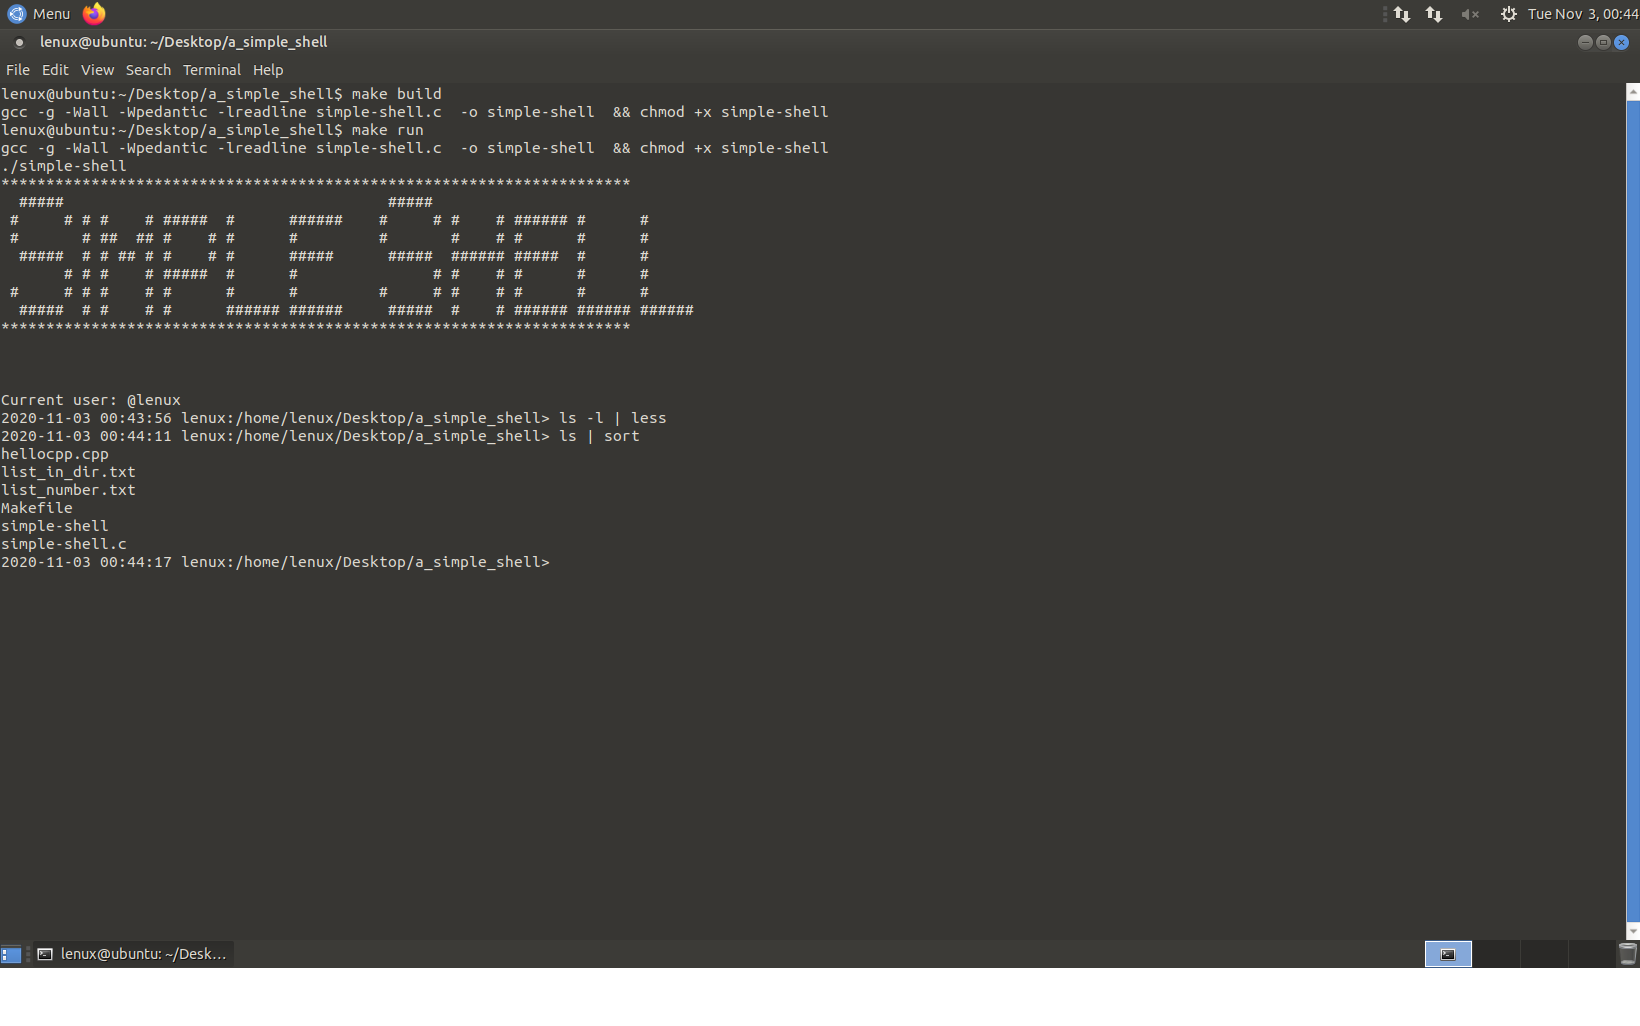 Menu
Tue Nov 3, 00:44
lenux@ubuntu: ~/Desktop/a_simple_shell
File Edit View Search Terminal Help
lenux@ubuntu:~/Desktop/a_simple_shell$ make build
gcc -g -Wall -Wpedantic -lreadline simple-shell.c  -o simple-shell  && chmod +x simple-shell
lenux@ubuntu:~/Desktop/a_simple_shell$ make run
gcc -g -Wall -Wpedantic -lreadline simple-shell.c  -o simple-shell  && chmod +x simple-shell
./simple-shell
**********************************************************************
  #####                                    #####
 #     # # #    # #####  #      ######    #     # #    # ###### #      #
 #       # ##  ## #    # #      #         #       #    # #      #      #
  #####  # # ## # #    # #      #####      #####  ###### #####  #      #
       # # #    # #####  #      #               # #    # #      #      #
 #     # # #    # #      #      #         #     # #    # #      #      #
  #####  # #    # #      ###### ######     #####  #    # ###### ###### ######
**********************************************************************
Current user: @lenux
2020-11-03 00:43:56 lenux:/home/lenux/Desktop/a_simple_shell> ls -l | less
2020-11-03 00:44:11 lenux:/home/lenux/Desktop/a_simple_shell> ls | sort
hellocpp.cpp
list_in_dir.txt
list_number.txt
Makefile
simple-shell
simple-shell.c
2020-11-03 00:44:17 lenux:/home/lenux/Desktop/a_simple_shell>
lenux@ubuntu: ~/Desk...